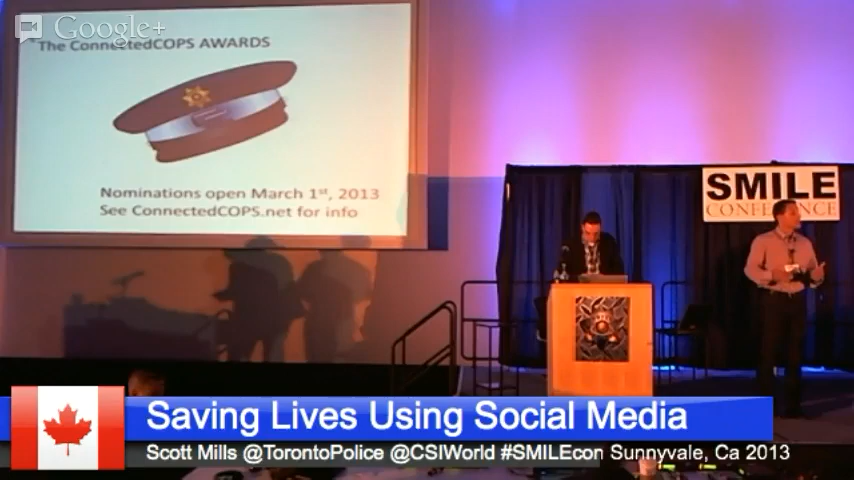 Google+
The ConnectedCOPS AWARDS
Nominations open March 1st, 2013
See ConnectedCOPS.net for info
SMILE
CONFERENCE
Saving Lives Using Social Media
Scott Mills @TorontoPolice @CSIWorld #SMILEcon Sunnyvale, Ca 2013